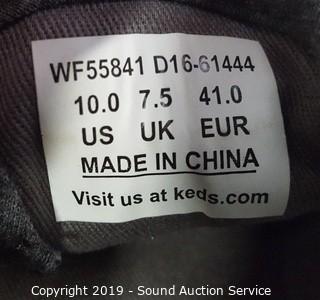 WF55841 D16-61444
10.0 7.5 41.0
US UK EUR
MADE IN CHINA
Visit us at keds.com
Copyright 2019 - Sound Auction Service